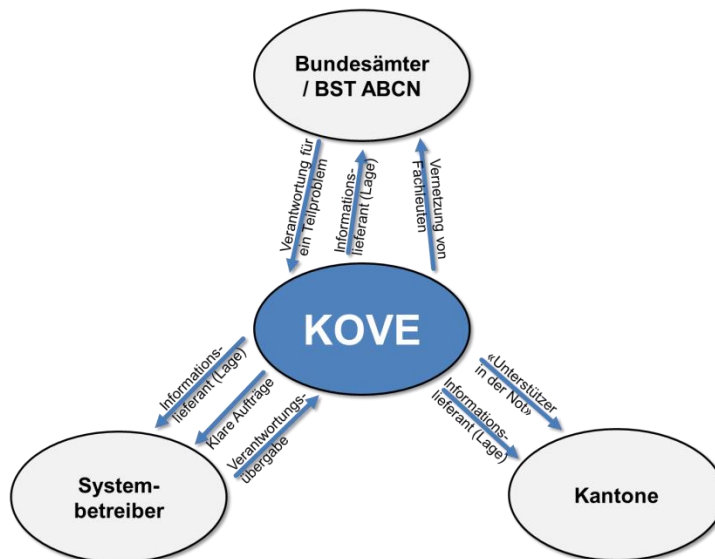 Bundesämter
/ BST ABCN
Verantwortung für
ein Teilproblem
Informations-
lieferant (Lage)
Vernetzung von
Fachleuten
KOVE
Informations-
lieferant (Lage)
Klare Aufträge
Verantwortungs-
übergabe
«Unterstützer
in der Not»
Informations-
lieferant (Lage)
System-
betreiber
Kantone